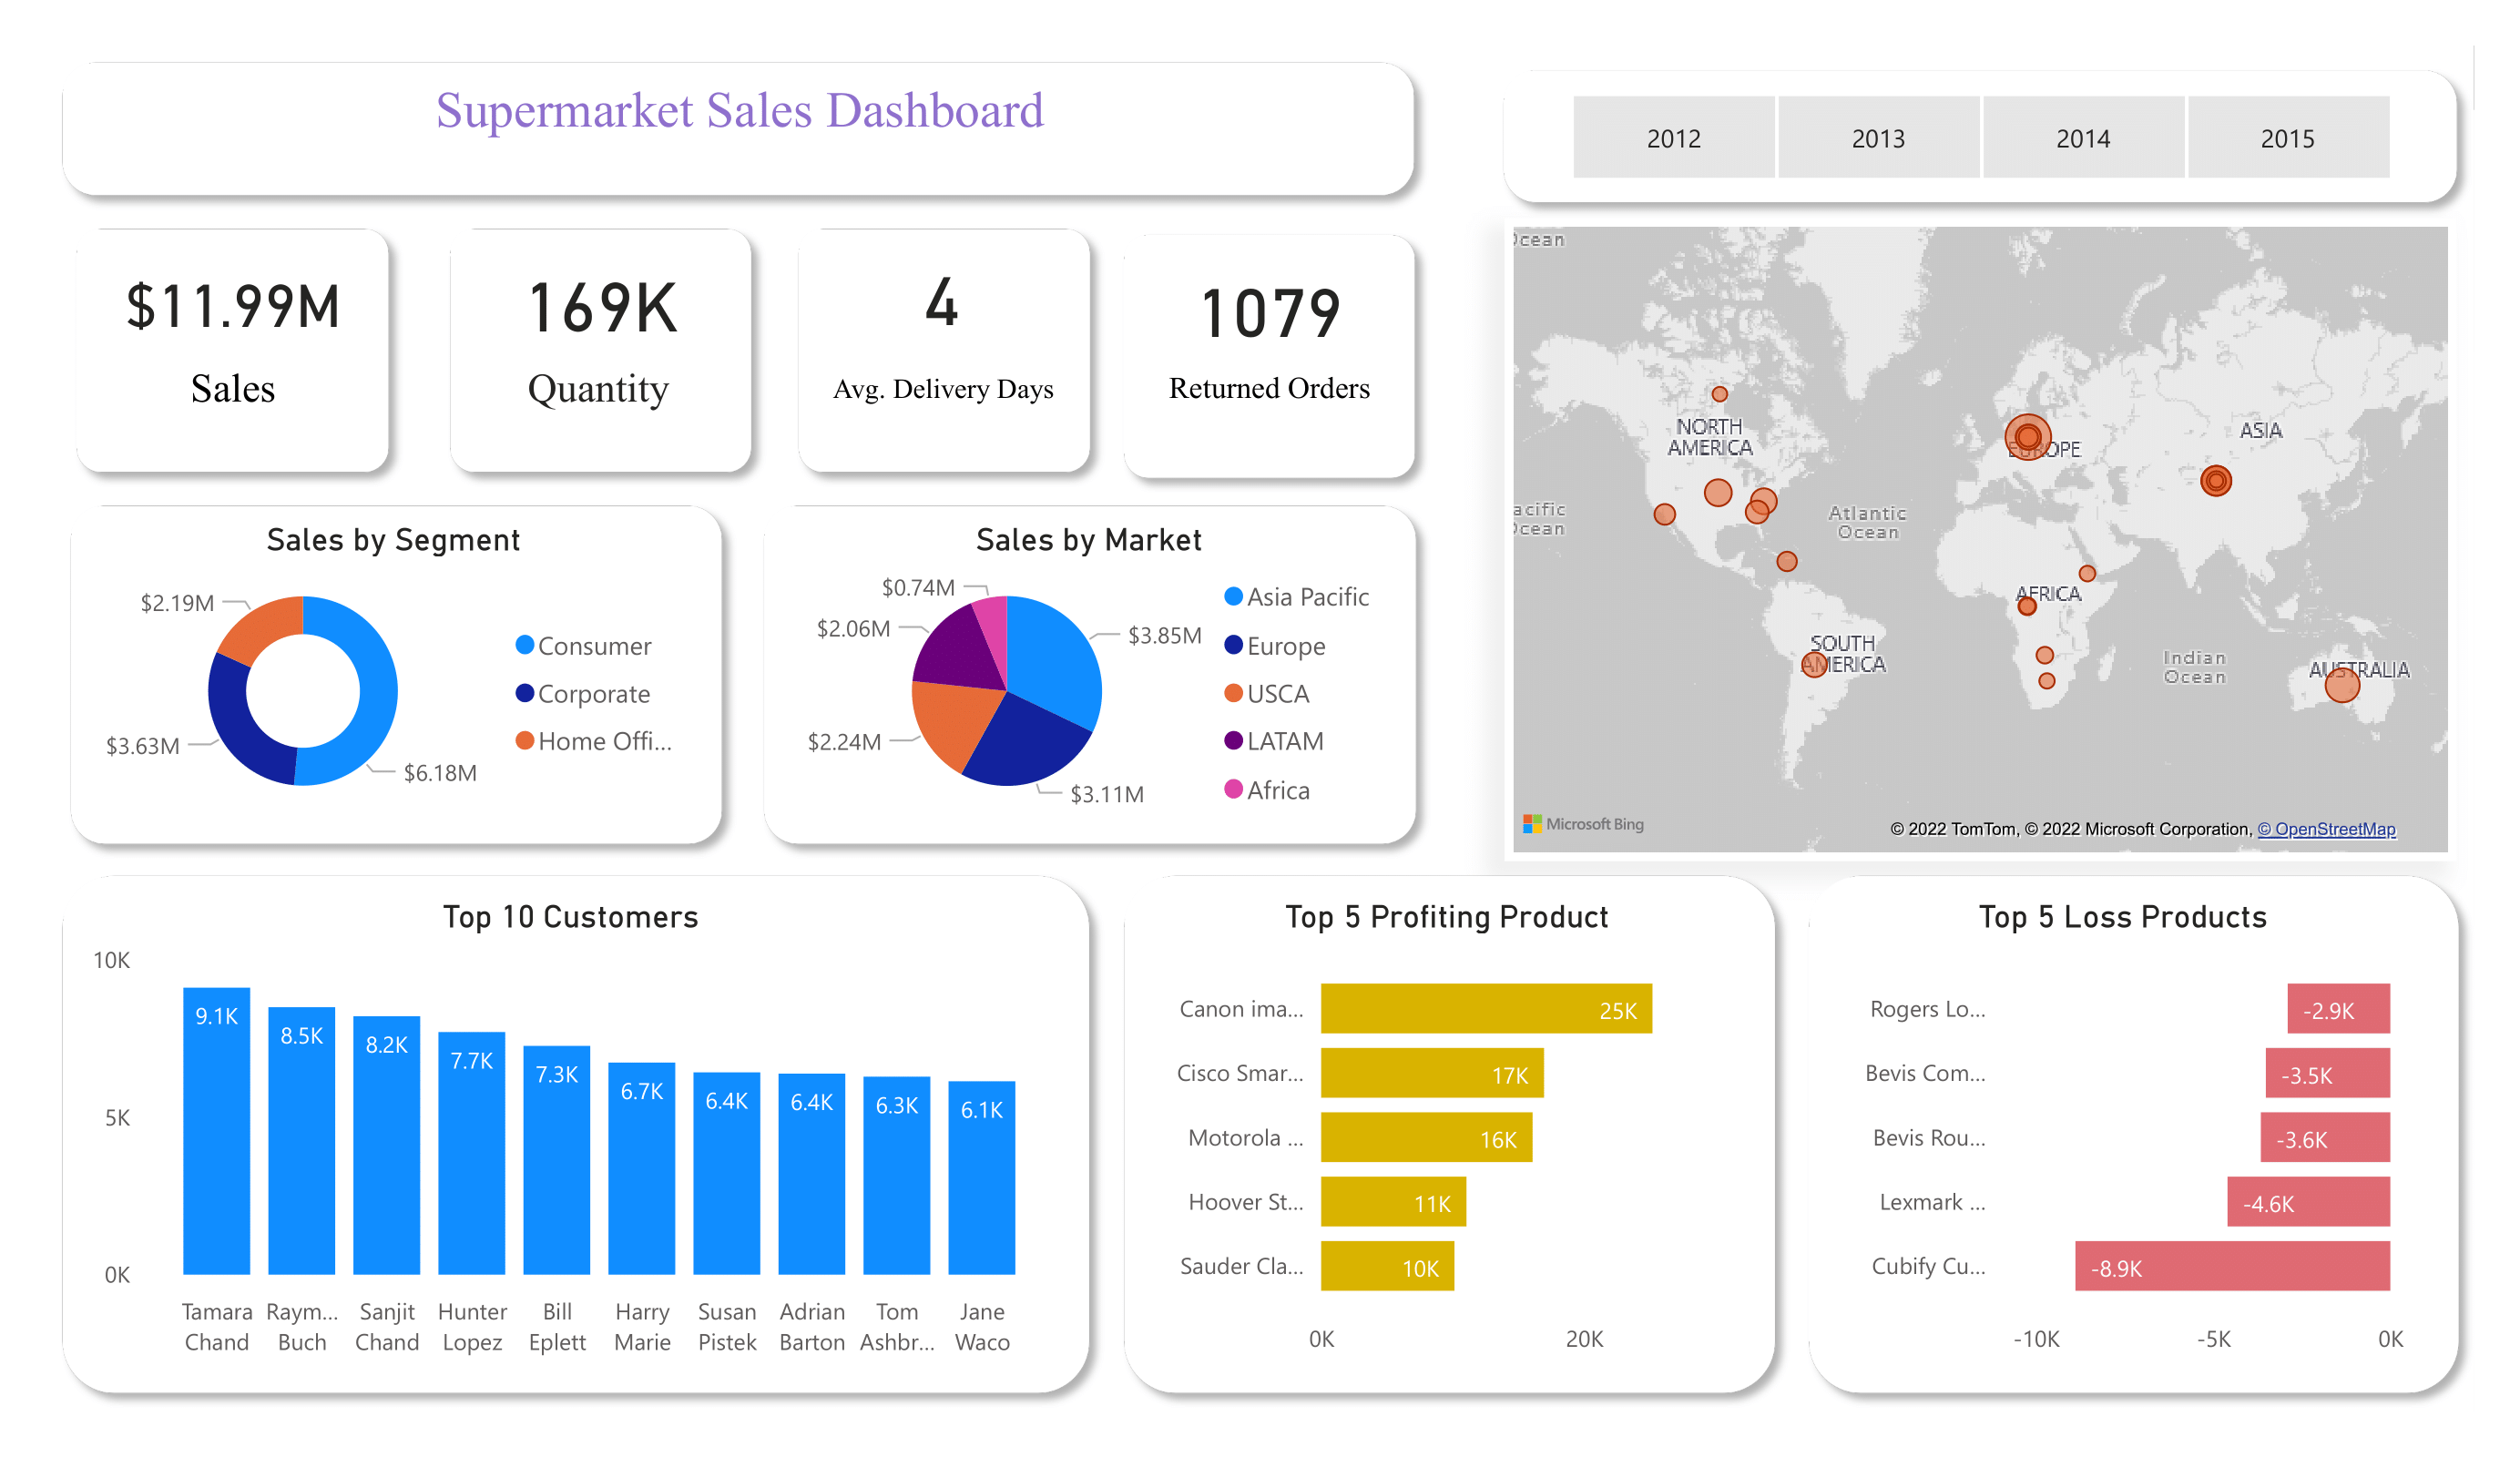 Supermarket Sales Dashboard
2012
2013
2014
2015
$11.99M
Sales
169K
Quantity
4
Avg. Delivery Days
1079
Returned Orders
Sales by Segment
$2.19M
$3.63M
$6.18M
Consumer
Corporate
Home Offi...
Sales by Market
$0.74M
$2.06M
$2.24M
$3.85M
$3.11M
Asia Pacific
Europe
USCA
LATAM
Africa
Ocean
NORTH
AMERICA
EUROPE
ASIA
acific
Ocean
Atlantic
Ocean
AFRICA
SOUTH
AMERICA
Indian
Ocean
AUSTRALIA
Microsoft Bing
© 2022 TomTom, © 2022 Microsoft Corporation, © OpenStreetMap
Top 10 Customers
10K
5K
0K
9.1K
8.5K
8.2K
7.7K
7.3K
6.7K
6.4K
6.4K
6.3K
6.1K
Tamara
Chand
Raym...
Buch
Sanjit
Chand
Hunter
Lopez
Bill
Eplett
Harry
Marie
Susan
Pistek
Adrian
Barton
Tom
Ashbr...
Jane
Waco
Top 5 Profiting Product
Canon ima...
25K
Cisco Smar...
17K
Motorola ...
16K
Hoover St...
11K
Sauder Cla...
10K
0K
20K
Top 5 Loss Products
Rogers Lo...
-2.9K
Bevis Com...
-3.5K
Bevis Rou...
-3.6K
Lexmark ...
-4.6K
Cubify Cu...
-8.9K
-10K
-5K
0K